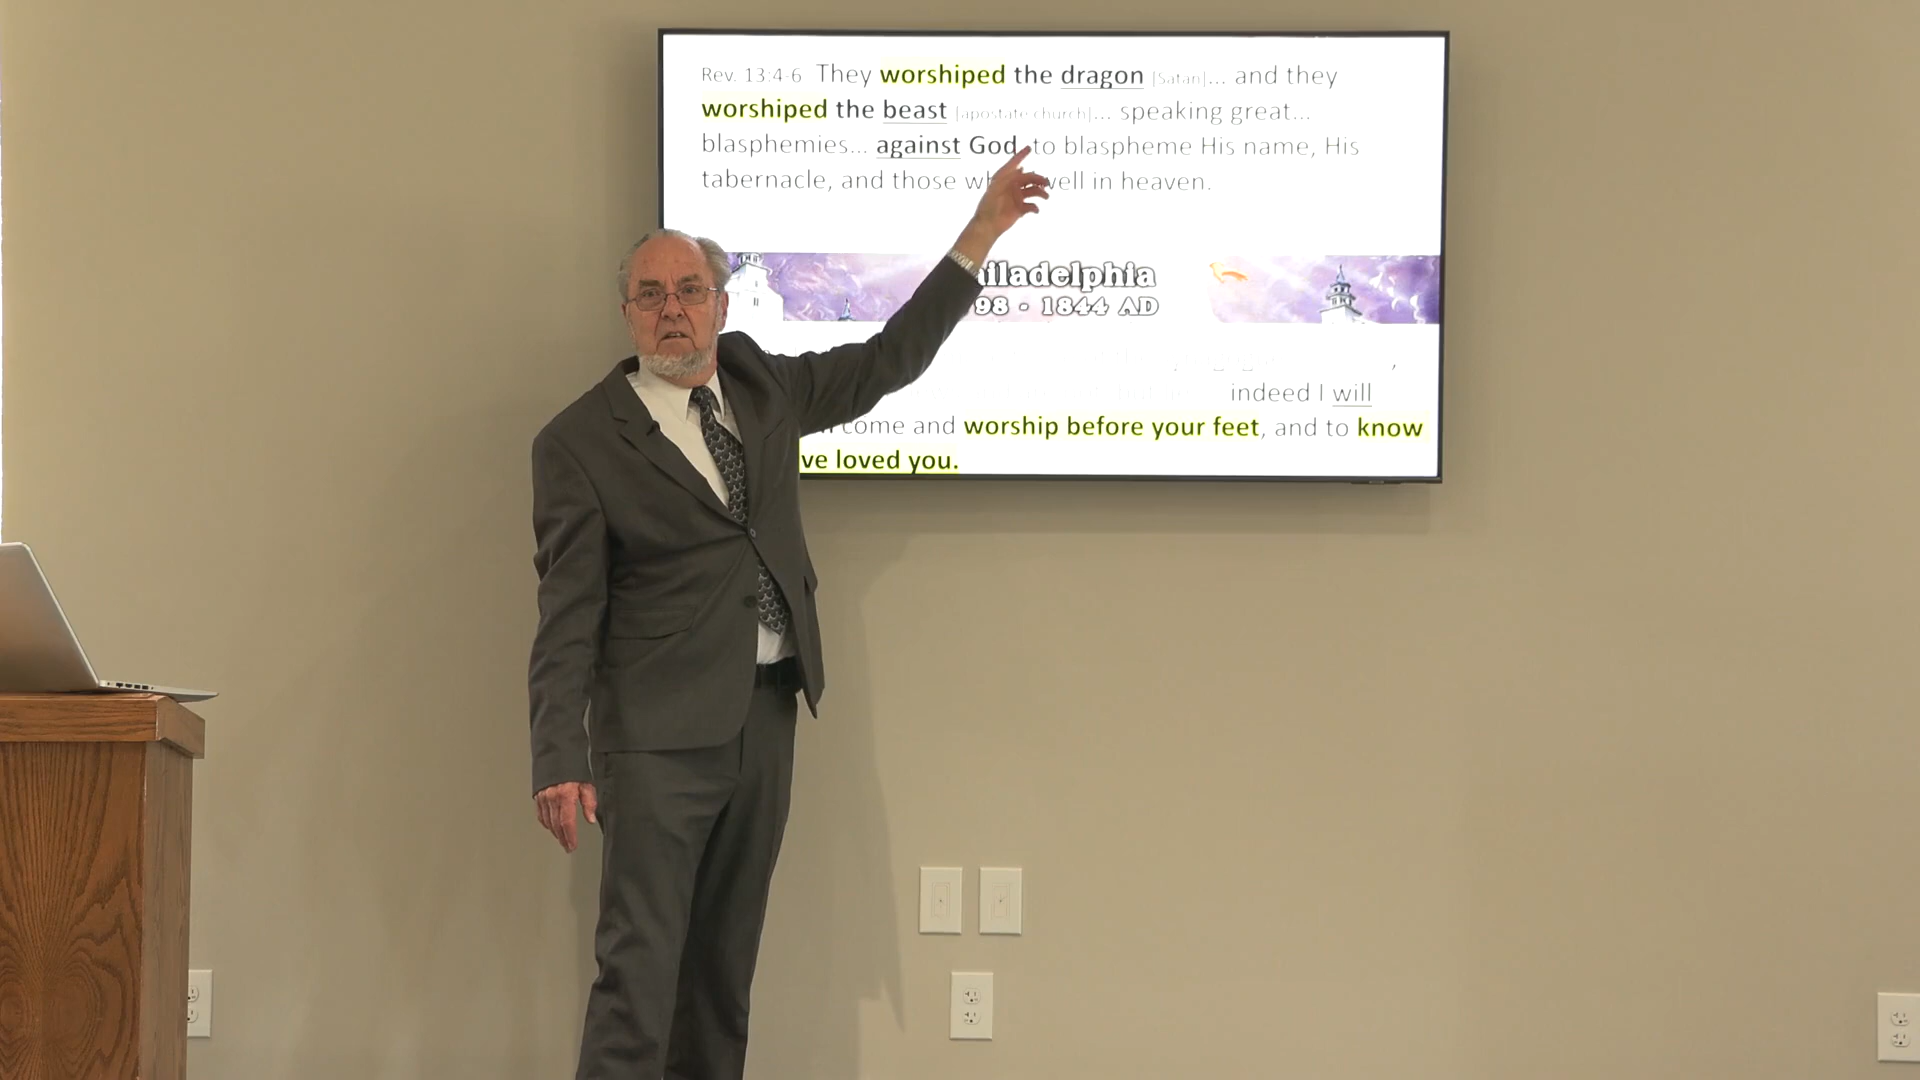 Rev. 13:4-6 They worshiped the dragon [Satan]... and they
worshiped the beast [apostate church]... speaking great...
blasphemies... against God, to blaspheme His name, His
tabernacle, and those well in heaven.
iladelphia
98 - 1844 AD
indeed I will
come and worship before your feet, and to know
ve loved you.